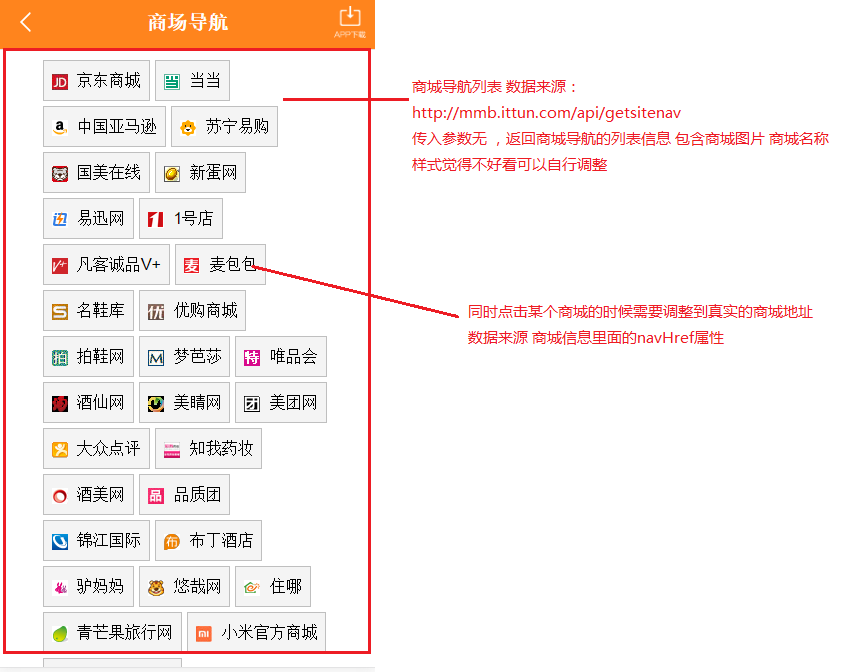 商场导航
APP下载
JD 京东商城 当当
a 中国亚马逊 苏宁易购
国美在线 新蛋网
易迅网 1号店
V+ 凡客诚品V+ 麦 麦包包
S 名鞋库 优 优购商城
拍 拍鞋网 M 梦芭莎 特 唯品会
酒仙网 美睛网 团 美团网
大众点评 知我药妆
酒美网 品 品质团
锦江国际 布 布丁酒店
驴妈妈 悠哉网 住哪
青芒果旅行网 mi 小米官方商城
商城导航列表 数据来源：
http://mmb.ittun.com/api/getsitenav
传入参数无 ，返回商城导航的列表信息 包含商城图片 商城名称
样式觉得不好看可以自行调整
同时点击某个商城的时候需要调整到真实的商城地址
数据来源 商城信息里面的navHref属性